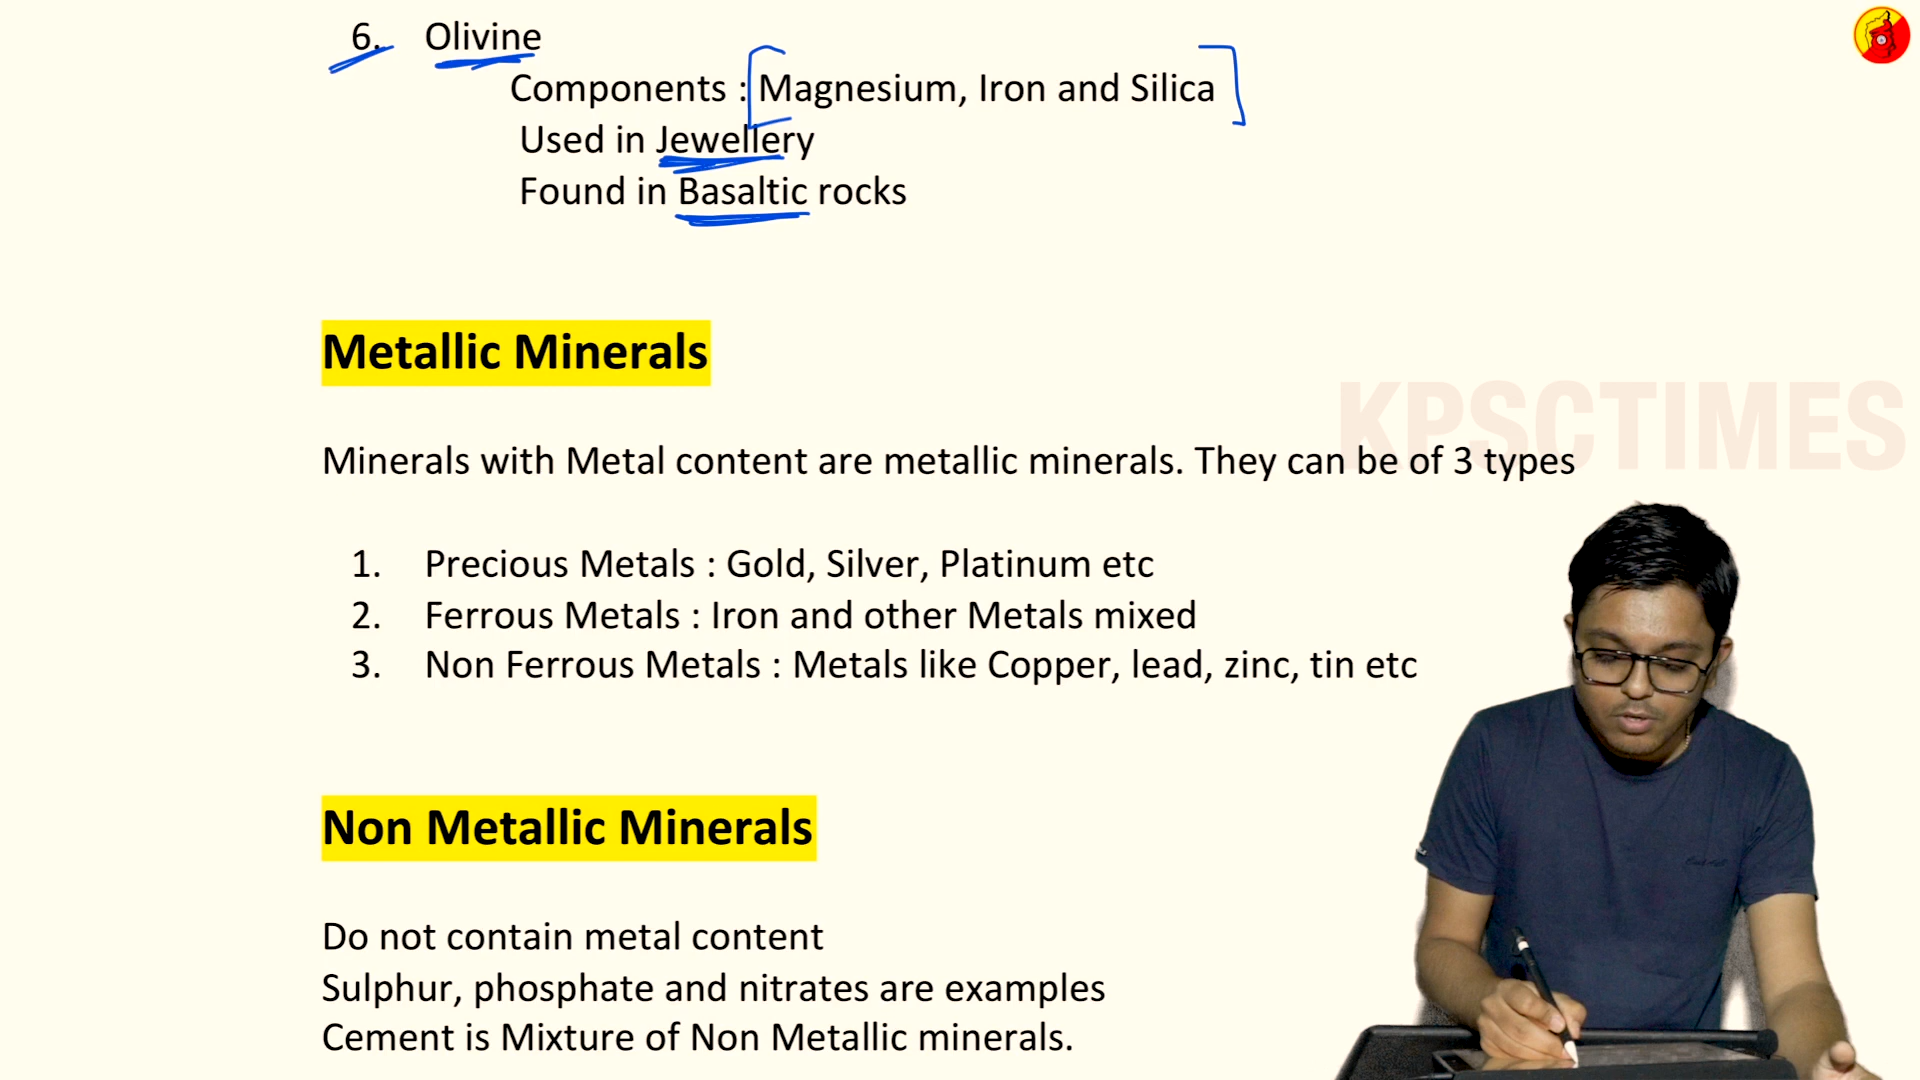 6. Olivine
Components : Magnesium, Iron and Silica
Used in Jewellery
Found in Basaltic rocks
Metallic Minerals
KPSCTIMES
Minerals with Metal content are metallic minerals. They can be of 3 types
1. Precious Metals : Gold, Silver, Platinum etc
2. Ferrous Metals : Iron and other Metals mixed
3. Non Ferrous Metals : Metals like Copper, lead, zinc, tin etc
Non Metallic Minerals
Do not contain metal content
Sulphur, phosphate and nitrates are examples
Cement is Mixture of Non Metallic minerals.